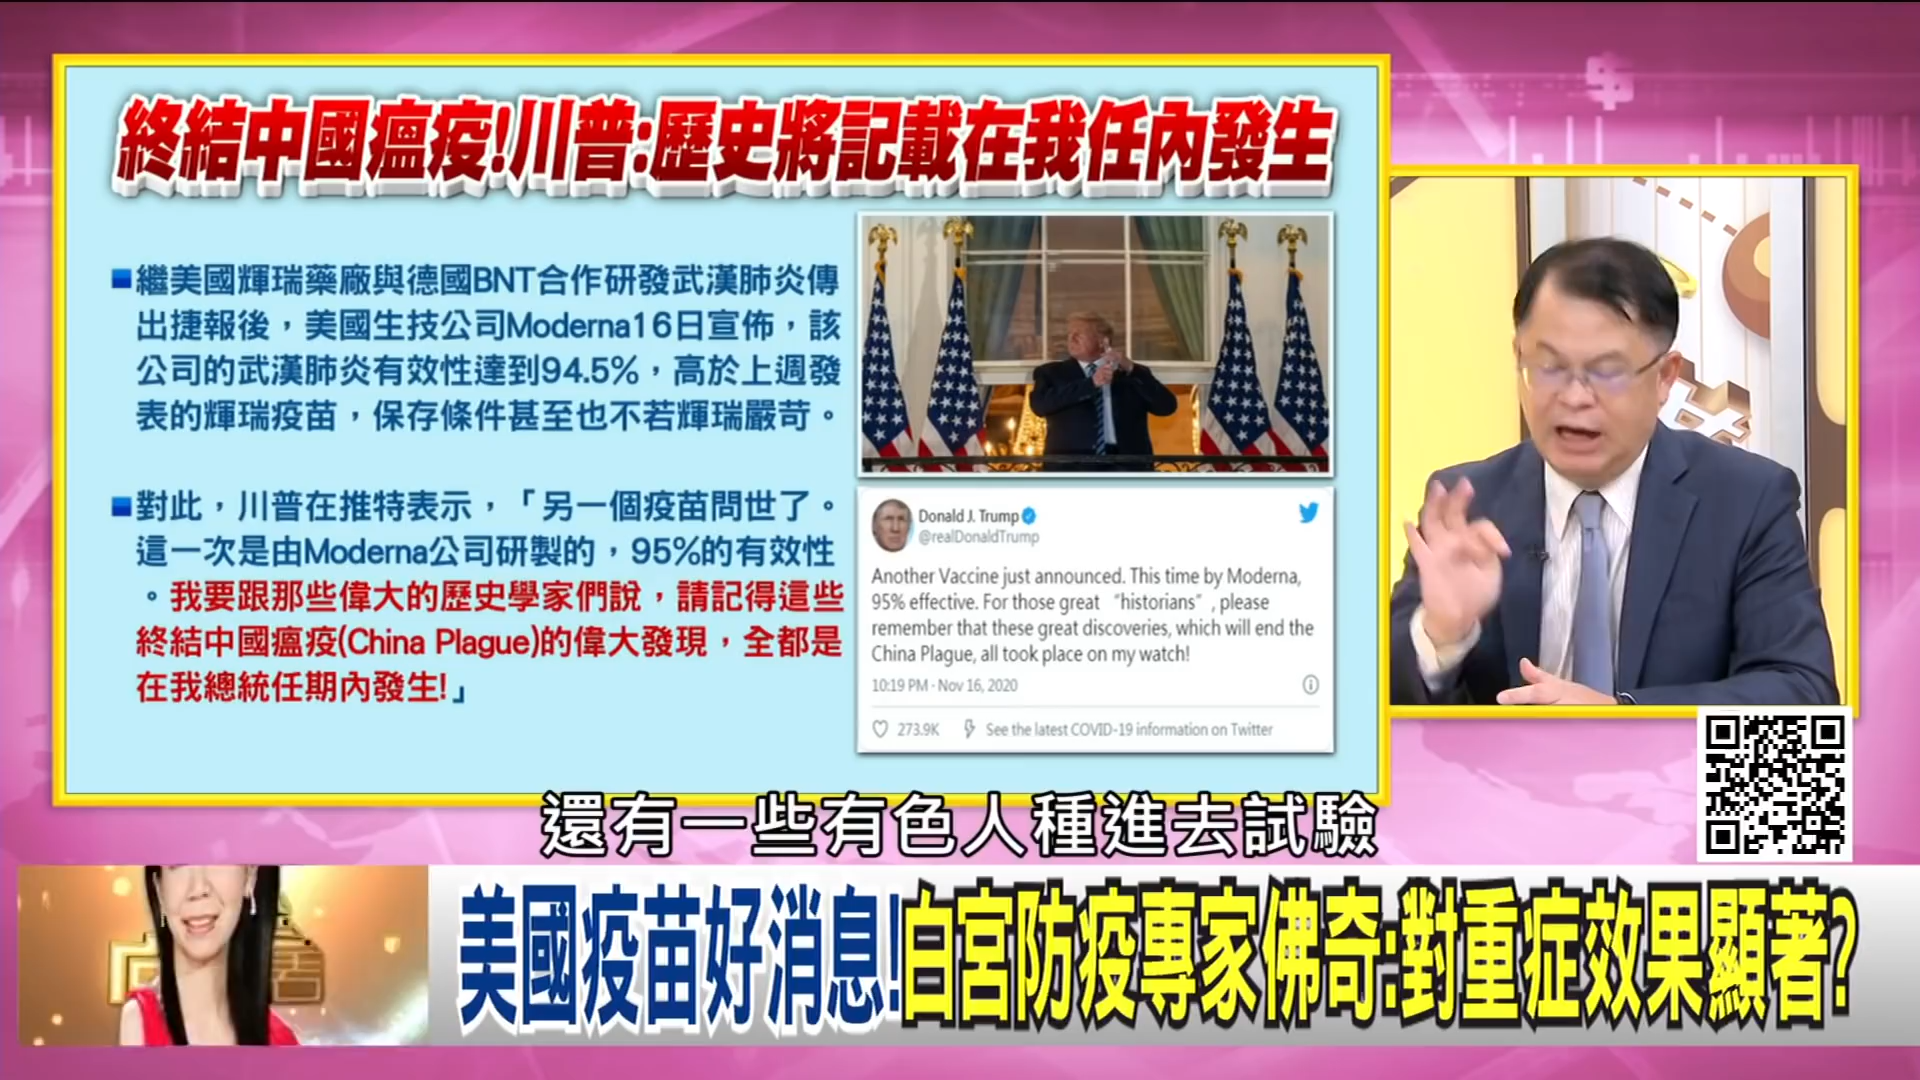 終結中國瘟疫!川普:歷史將記載在我任內發生
■繼美國輝瑞藥廠與德國BNT合作研發武漢肺炎傳
出捷報後，美國生技公司Moderna16日宣佈，該
公司的武漢肺炎有效性達到94.5%，高於上週發
表的輝瑞疫苗，保存條件甚至也不若輝瑞嚴苛。
■對此，川普在推特表示，「另一個疫苗問世了。
這一次是由Moderna公司研製的，95%的有效性
。我要跟那些偉大的歷史學家們說，請記得這些
終結中國瘟疫(China Plague)的偉大發現，全都是
在我總統任期內發生!」
Donald J. Trump
@realDonaldTrump
Another Vaccine just announced. This time by Moderna,
95% effective. For those great “historians”, please
remember that these great discoveries, which will end the
China Plague, all took place on my watch!
10:19 PM · Nov 16, 2020
273.9K See the latest COVID-19 information on Twitter
還有一些有色人種進去試驗
美國疫苗好消息!白宮防疫專家佛奇:對重症效果顯著?